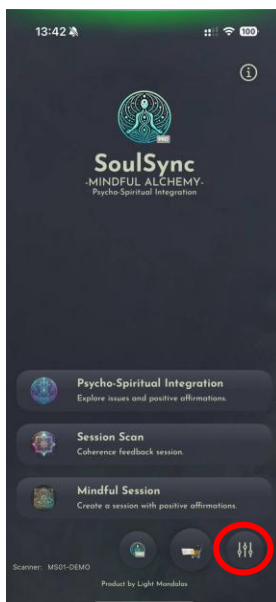 13:42
100
PRO
SoulSync
-MINDFUL ALCHEMY-
Psycho-Spiritual Integration
Psycho-Spiritual Integration
Explore issues and positive affirmations.
Session Scan
Coherence feedback session.
Mindful Session
Create a session with positive affirmations.
Scanner: MS01-DEMO
Product by Light Mandalas